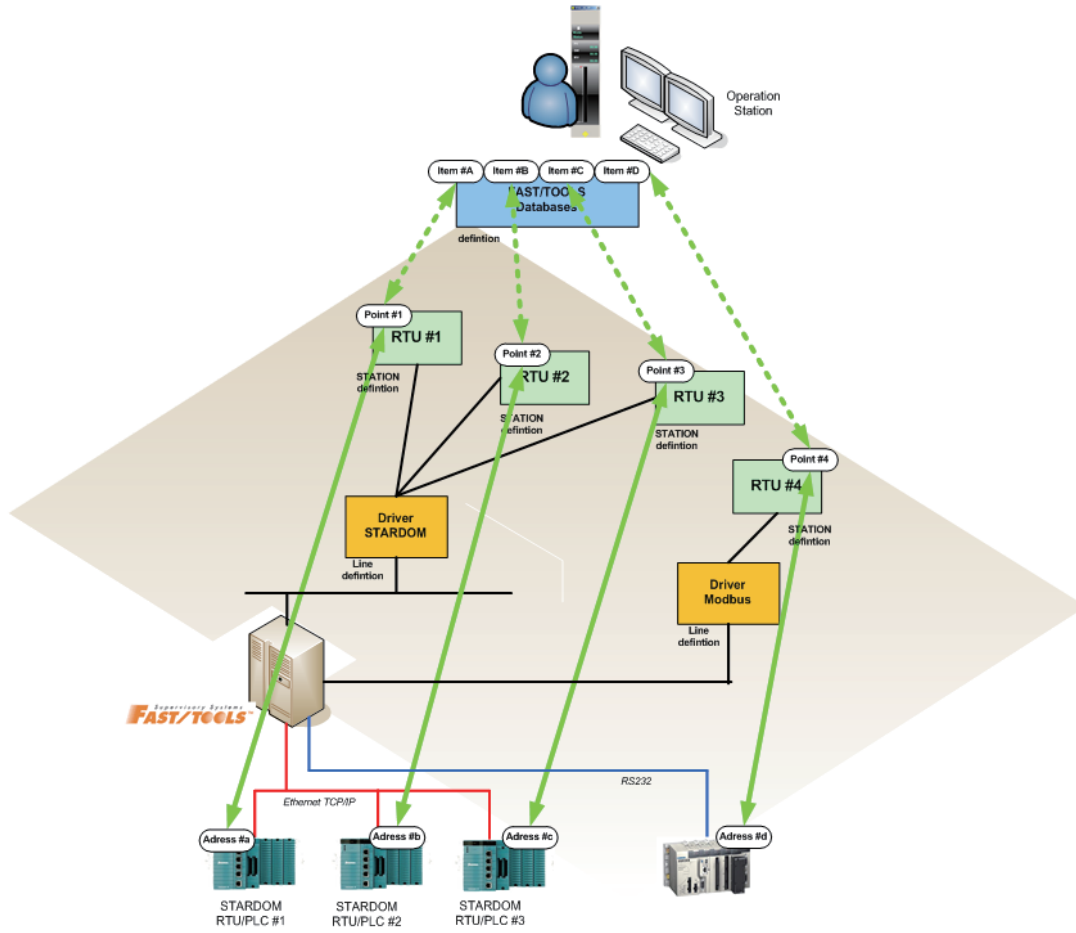 Operation
Station
Item #A
Item #B
Item #C
Item #D
FAST/TOOLS
Databases
defintion
Point #1
RTU #1
STATION
defintion
Point #2
RTU #2
STATION
defintion
Point #3
RTU #3
STATION
defintion
Point #4
RTU #4
STATION
defintion
Driver
STARDOM
Line
defintion
Driver
Modbus
Line
defintion
Supervisory Systems
FAST/TOOLS™
RS232
Ethernet TCP/IP
Adress #a
Adress #b
Adress #c
Adress #d
STARDOM
RTU/PLC #1
STARDOM
RTU/PLC #2
STARDOM
RTU/PLC #3